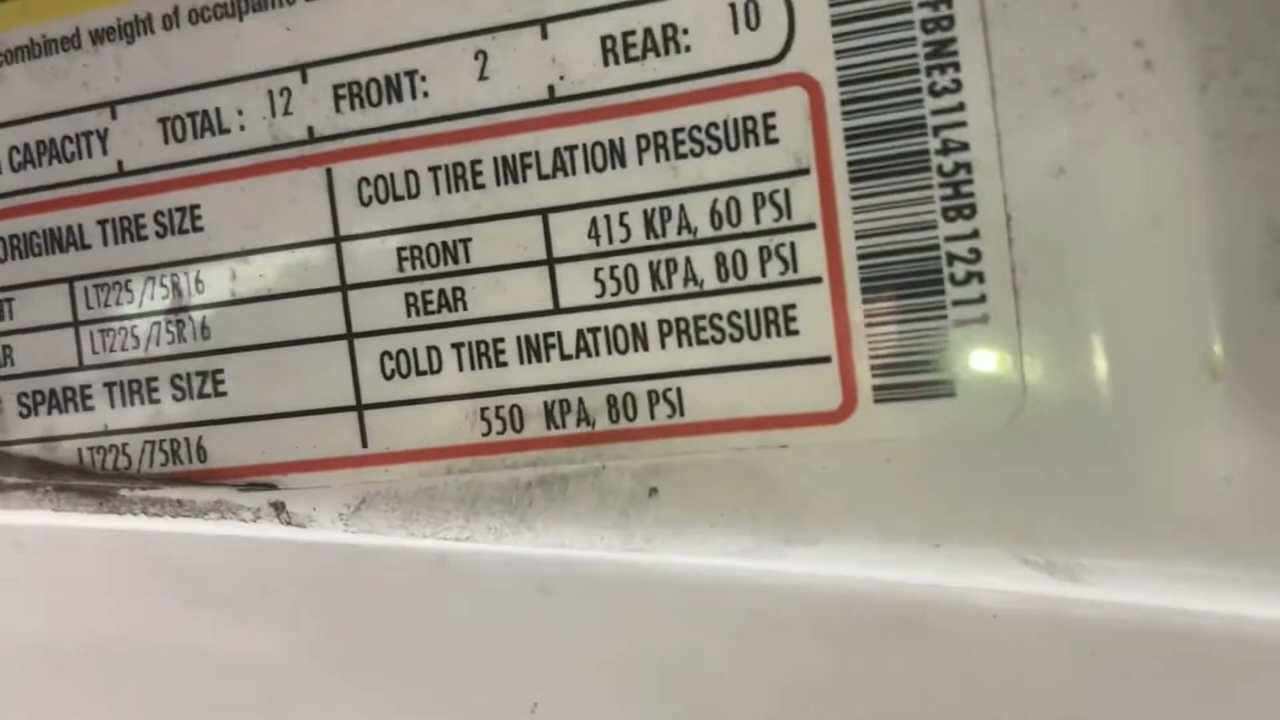 combined weight of occupants
CAPACITY TOTAL: 12 FRONT: 2 REAR: 10
ORIGINAL TIRE SIZE COLD TIRE INFLATION PRESSURE
LT225/75R16 FRONT 415 KPA, 60 PSI
LT225/75R16 REAR 550 KPA, 80 PSI
SPARE TIRE SIZE COLD TIRE INFLATION PRESSURE
LT225/75R16 550 KPA, 80 PSI
FBNE31L45HB12511